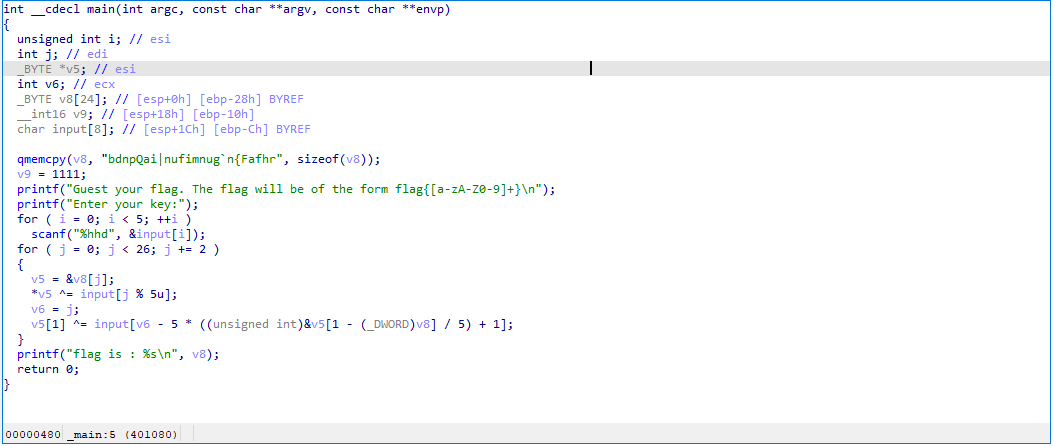 int __cdecl main(int argc, const char **argv, const char **envp)
{
unsigned int i; // esi
int j; // edi
_BYTE *v5; // esi
int v6; // ecx
_BYTE v8[24]; // [esp+0h] [ebp-28h] BYREF
__int16 v9; // [esp+18h] [ebp-10h]
char input[8]; // [esp+1Ch] [ebp-Ch] BYREF
qmemcpy(v8, "bdnpQai|nufimnug`n{Fafhr", sizeof(v8));
v9 = 1111;
printf("Guest your flag. The flag will be of the form flag{[a-zA-Z0-9]+}\n");
printf("Enter your key:");
for ( i = 0; i < 5; ++i )
scanf("%hhd", &input[i]);
for ( j = 0; j < 26; j += 2 )
{
v5 = &v8[j];
*v5 ^= input[j % 5u];
v6 = j;
v5[1] ^= input[v6 - 5 * ((unsigned int)&v5[1 - (_DWORD)v8] / 5) + 1];
}
printf("flag is : %s\n", v8);
return 0;
}
00000480 _main:5 (401080)